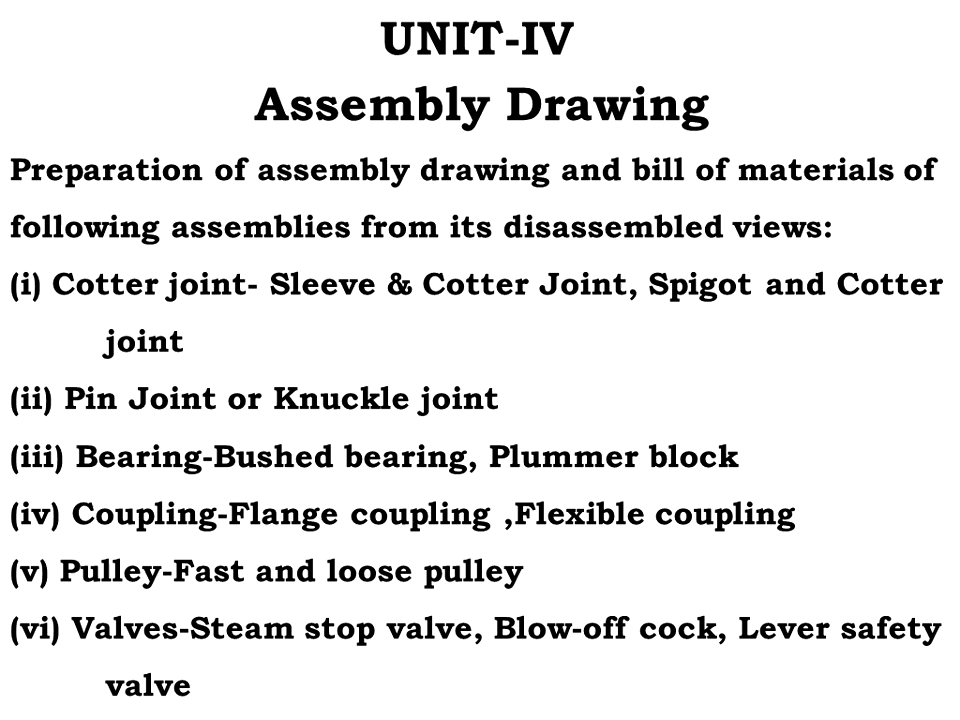 UNIT-IV
Assembly Drawing
Preparation of assembly drawing and bill of materials of
following assemblies from its disassembled views:
(i) Cotter joint- Sleeve & Cotter Joint, Spigot and Cotter
joint
(ii) Pin Joint or Knuckle joint
(iii) Bearing-Bushed bearing, Plummer block
(iv) Coupling-Flange coupling ,Flexible coupling
(v) Pulley-Fast and loose pulley
(vi) Valves-Steam stop valve, Blow-off cock, Lever safety
valve